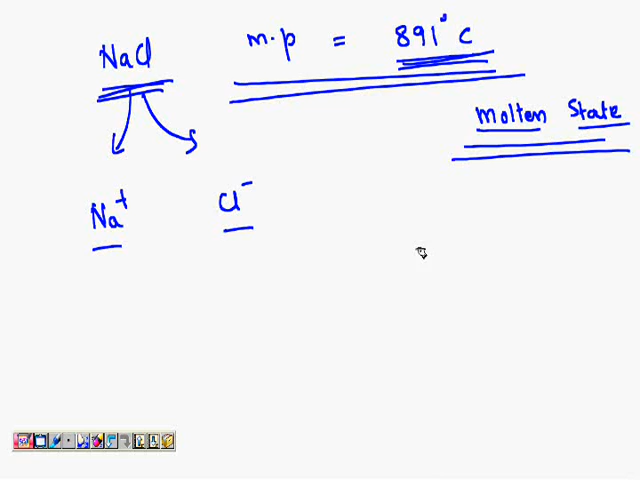 NaCl m.p = 891°C
Molten State
Na⁺ Cl⁻